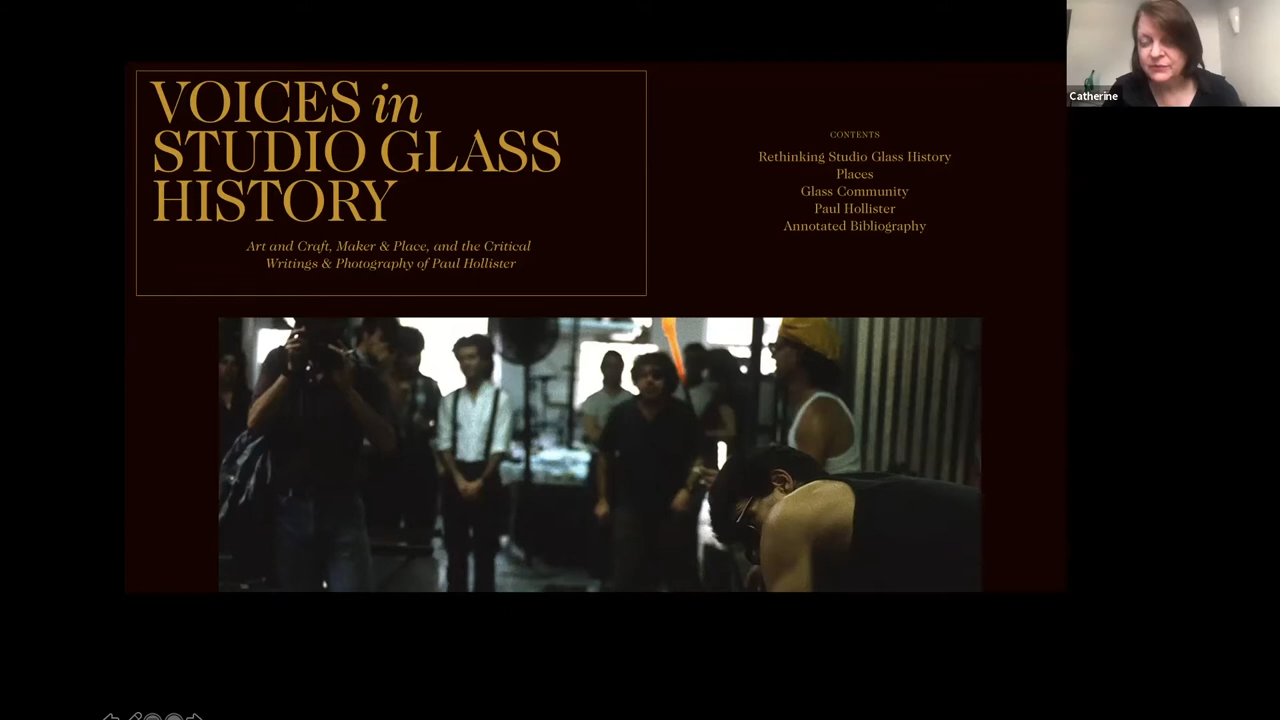 VOICES in
STUDIO GLASS
HISTORY
Art and Craft, Maker & Place, and the Critical
Writings & Photography of Paul Hollister
CONTENTS
Rethinking Studio Glass History
Places
Glass Community
Paul Hollister
Annotated Bibliography
Catherine